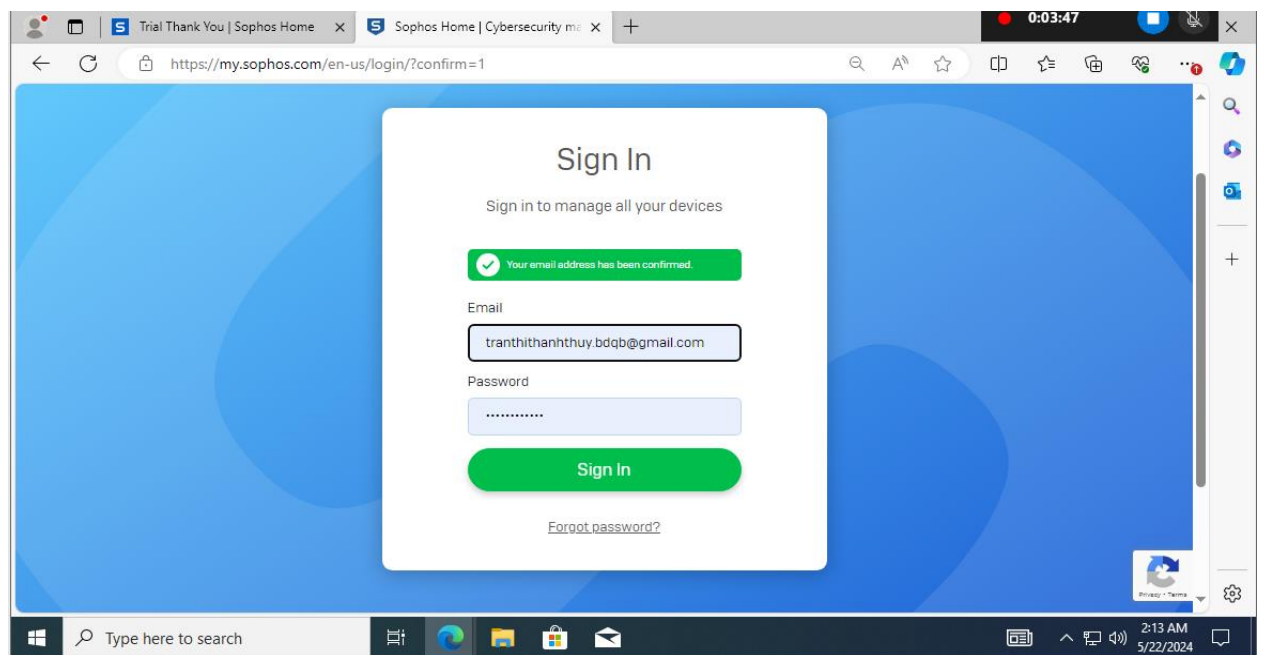 Trial Thank You | Sophos Home
Sophos Home | Cybersecurity ma
0:03:47
https://my.sophos.com/en-us/login/?confirm=1
Sign In
Sign in to manage all your devices
Your email address has been confirmed.
Email
tranthithanhthuy.bdqb@gmail.com
Password
............
Sign In
Forgot password?
Privacy - Terms
Type here to search
2:13 AM
5/22/2024